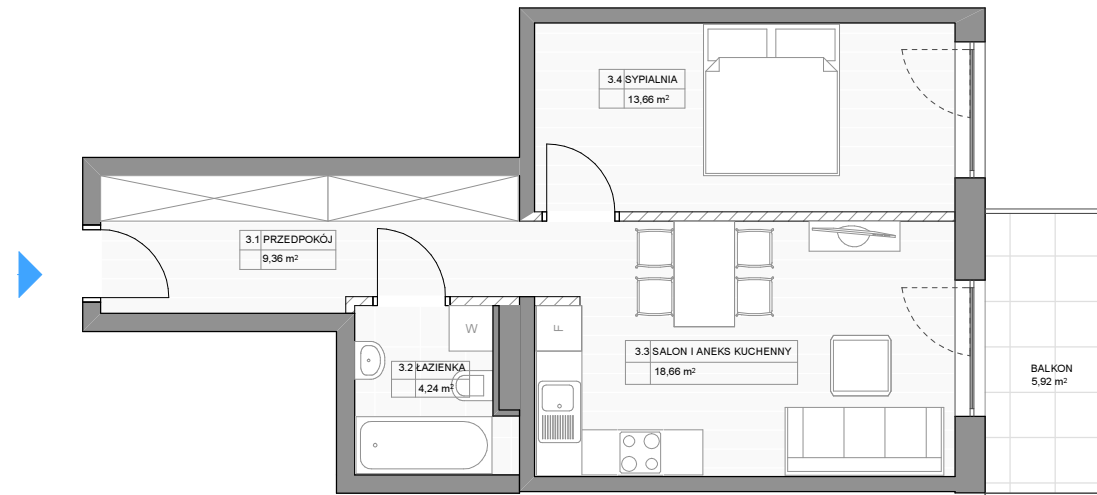 3.4 SYPIALNIA
13,66 m²
3.1 PRZEDPOKÓJ
9,36 m²
W
F
3.2 ŁAZIENKA
4,24 m²
3.3 SALON I ANEKS KUCHENNY
18,66 m²
BALKON
5,92 m²